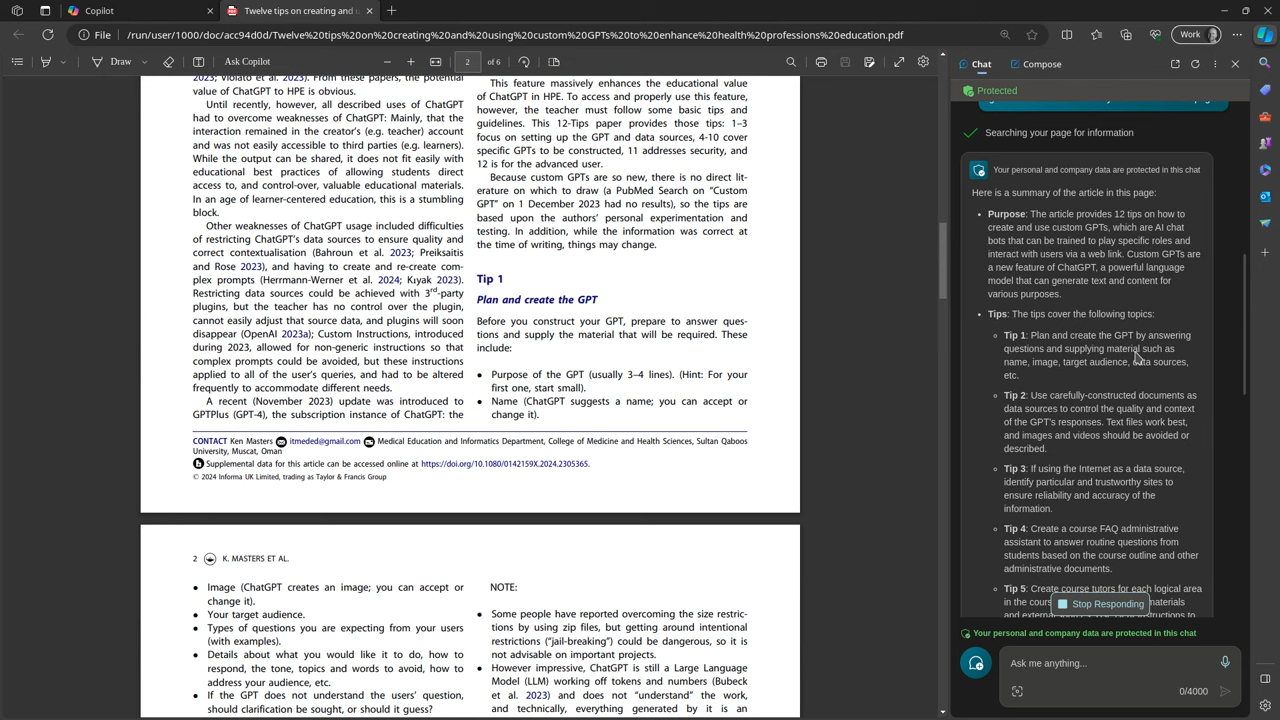 Copilot
Twelve tips on creating and u
File
/run/user/1000/doc/acc94d0d/Twelve%20tips%20on%20creating%20and%20using%20custom%20GPTs%20to%20enhance%20health%20professions%20education.pdf
Work
Draw
Ask Copilot
2
of 6
2023; Violato et al. 2023). From these papers, the potential
value of ChatGPT to HPE is obvious.
Until recently, however, all described uses of ChatGPT
had to overcome weaknesses of ChatGPT: Mainly, that the
interaction remained in the creator's (e.g. teacher) account
and was not easily accessible to third parties (e.g. learners).
While the output can be shared, it does not fit easily with
educational best practices of allowing students direct
access to, and control-over, valuable educational materials.
In an age of learner-centered education, this is a stumbling
block.
Other weaknesses of ChatGPT usage included difficulties
of restricting ChatGPT's data sources to ensure quality and
correct contextualisation (Bahroun et al. 2023; Preiksaitis
and Rose 2023), and having to create and re-create com-
plex prompts (Herrmann-Werner et al. 2024; Kıyak 2023).
Restricting data sources could be achieved with 3rd-party
plugins, but the teacher has no control over the plugin,
cannot easily adjust that source data, and plugins will soon
disappear (OpenAI 2023a); Custom Instructions, introduced
during 2023, allowed for non-generic instructions so that
complex prompts could be avoided, but these instructions
applied to all of the user's queries, and had to be altered
frequently to accommodate different needs.
A recent (November 2023) update was introduced to
GPTPlus (GPT-4), the subscription instance of ChatGPT: the
This feature massively enhances the educational value
of ChatGPT in HPE. To access and properly use this feature,
however, the teacher must follow some basic tips and
guidelines. This 12-Tips paper provides those tips: 1–3
focus on setting up the GPT and data sources, 4-10 cover
specific GPTs to be constructed, 11 addresses security, and
12 is for the advanced user.
Because custom GPTs are so new, there is no direct lit-
erature on which to draw (a PubMed Search on "Custom
GPT" on 1 December 2023 had no results), so the tips are
based upon the authors' personal experimentation and
testing. In addition, while the information was correct at
the time of writing, things may change.
Tip 1
Plan and create the GPT
Before you construct your GPT, prepare to answer ques-
tions and supply the material that will be required. These
include:
● Purpose of the GPT (usually 3–4 lines). (Hint: For your
first one, start small).
● Name (ChatGPT suggests a name; you can accept or
change it).
CONTACT Ken Masters itmeded@gmail.com Medical Education and Informatics Department, College of Medicine and Health Sciences, Sultan Qaboos
University, Muscat, Oman
Supplemental data for this article can be accessed online at https://doi.org/10.1080/0142159X.2024.2305365.
© 2024 Informa UK Limited, trading as Taylor & Francis Group
2 K. MASTERS ET AL.
● Image (ChatGPT creates an image; you can accept or
change it).
● Your target audience.
● Types of questions you are expecting from your users
(with examples).
● Details about what you would like it to do, how to
respond, the tone, topics and words to avoid, how to
address your audience, etc.
● If the GPT does not understand the users' question,
should clarification be sought, or should it guess?
NOTE:
● Some people have reported overcoming the size restric-
tions by using zip files, but getting around intentional
restrictions ("jail-breaking") could be dangerous, so it is
not advisable on important projects.
● However impressive, ChatGPT is still a Large Language
Model (LLM) working off tokens and numbers (Bubeck
et al. 2023) and does not "understand" the work,
and technically, everything generated by it is an
Chat
Compose
Protected
Searching your page for information
Your personal and company data are protected in this chat
Here is a summary of the article in this page:
• Purpose: The article provides 12 tips on how to
create and use custom GPTs, which are AI chat
bots that can be trained to play specific roles and
interact with users via a web link. Custom GPTs are
a new feature of ChatGPT, a powerful language
model that can generate text and content for
various purposes.
• Tips: The tips cover the following topics:
◦ Tip 1: Plan and create the GPT by answering
questions and supplying material such as
name, image, target audience, data sources,
etc.
◦ Tip 2: Use carefully-constructed documents as
data sources to control the quality and context
of the GPT's responses. Text files work best,
and images and videos should be avoided or
described.
◦ Tip 3: If using the Internet as a data source,
identify particular and trustworthy sites to
ensure reliability and accuracy of the
information.
◦ Tip 4: Create a course FAQ administrative
assistant to answer routine questions from
students based on the course outline and other
administrative documents.
◦ Tip 5: Create course tutors for each logical area
in the cours
Stop Responding
Your personal and company data are protected in this chat
Ask me anything...
0/4000